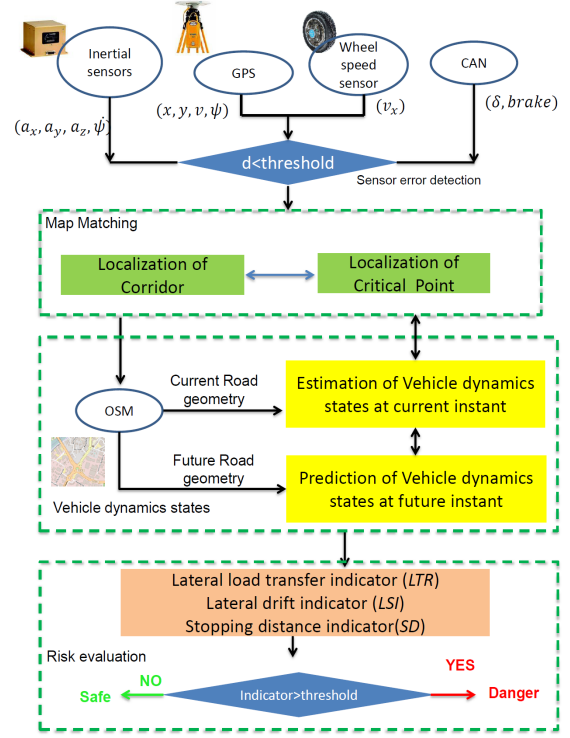 Inertial
sensors
GPS
Wheel
speed
sensor
CAN
(x, y, v, ψ)
(v_x)
(δ, brake)
(a_x, a_y, a_z, ψ̇)
d<threshold
Sensor error detection
Map Matching
Localization of
Corridor
Localization of
Critical Point
Current Road
geometry
Estimation of Vehicle dynamics
states at current instant
OSM
Future Road
geometry
Prediction of Vehicle dynamics
states at future instant
Vehicle dynamics states
Lateral load transfer indicator (LTR)
Lateral drift indicator (LSI)
Stopping distance indicator(SD)
Risk evaluation
NO
YES
Safe
Indicator>threshold
Danger